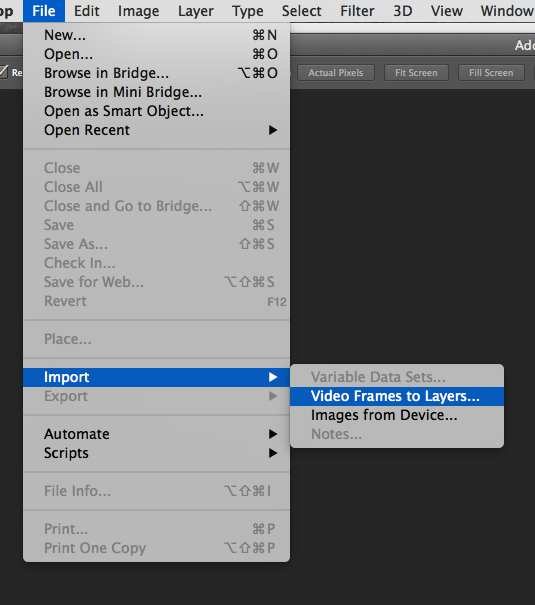 op File Edit Image Layer Type Select Filter 3D View Window
Ado
Re Actual Pixels Fit Screen Fill Screen
New... ⌘N
Open... ⌘O
Browse in Bridge... ⌥⌘O
Browse in Mini Bridge...
Open as Smart Object...
Open Recent ▶
Close ⌘W
Close All ⌥⌘W
Close and Go to Bridge... ⇧⌘W
Save ⌘S
Save As... ⇧⌘S
Check In...
Save for Web... ⌥⇧⌘S
Revert F12
Place...
Import ▶
Export ▶
Variable Data Sets...
Video Frames to Layers...
Images from Device...
Notes...
Automate ▶
Scripts ▶
File Info... ⌥⇧⌘I
Print... ⌘P
Print One Copy ⌥⇧⌘P